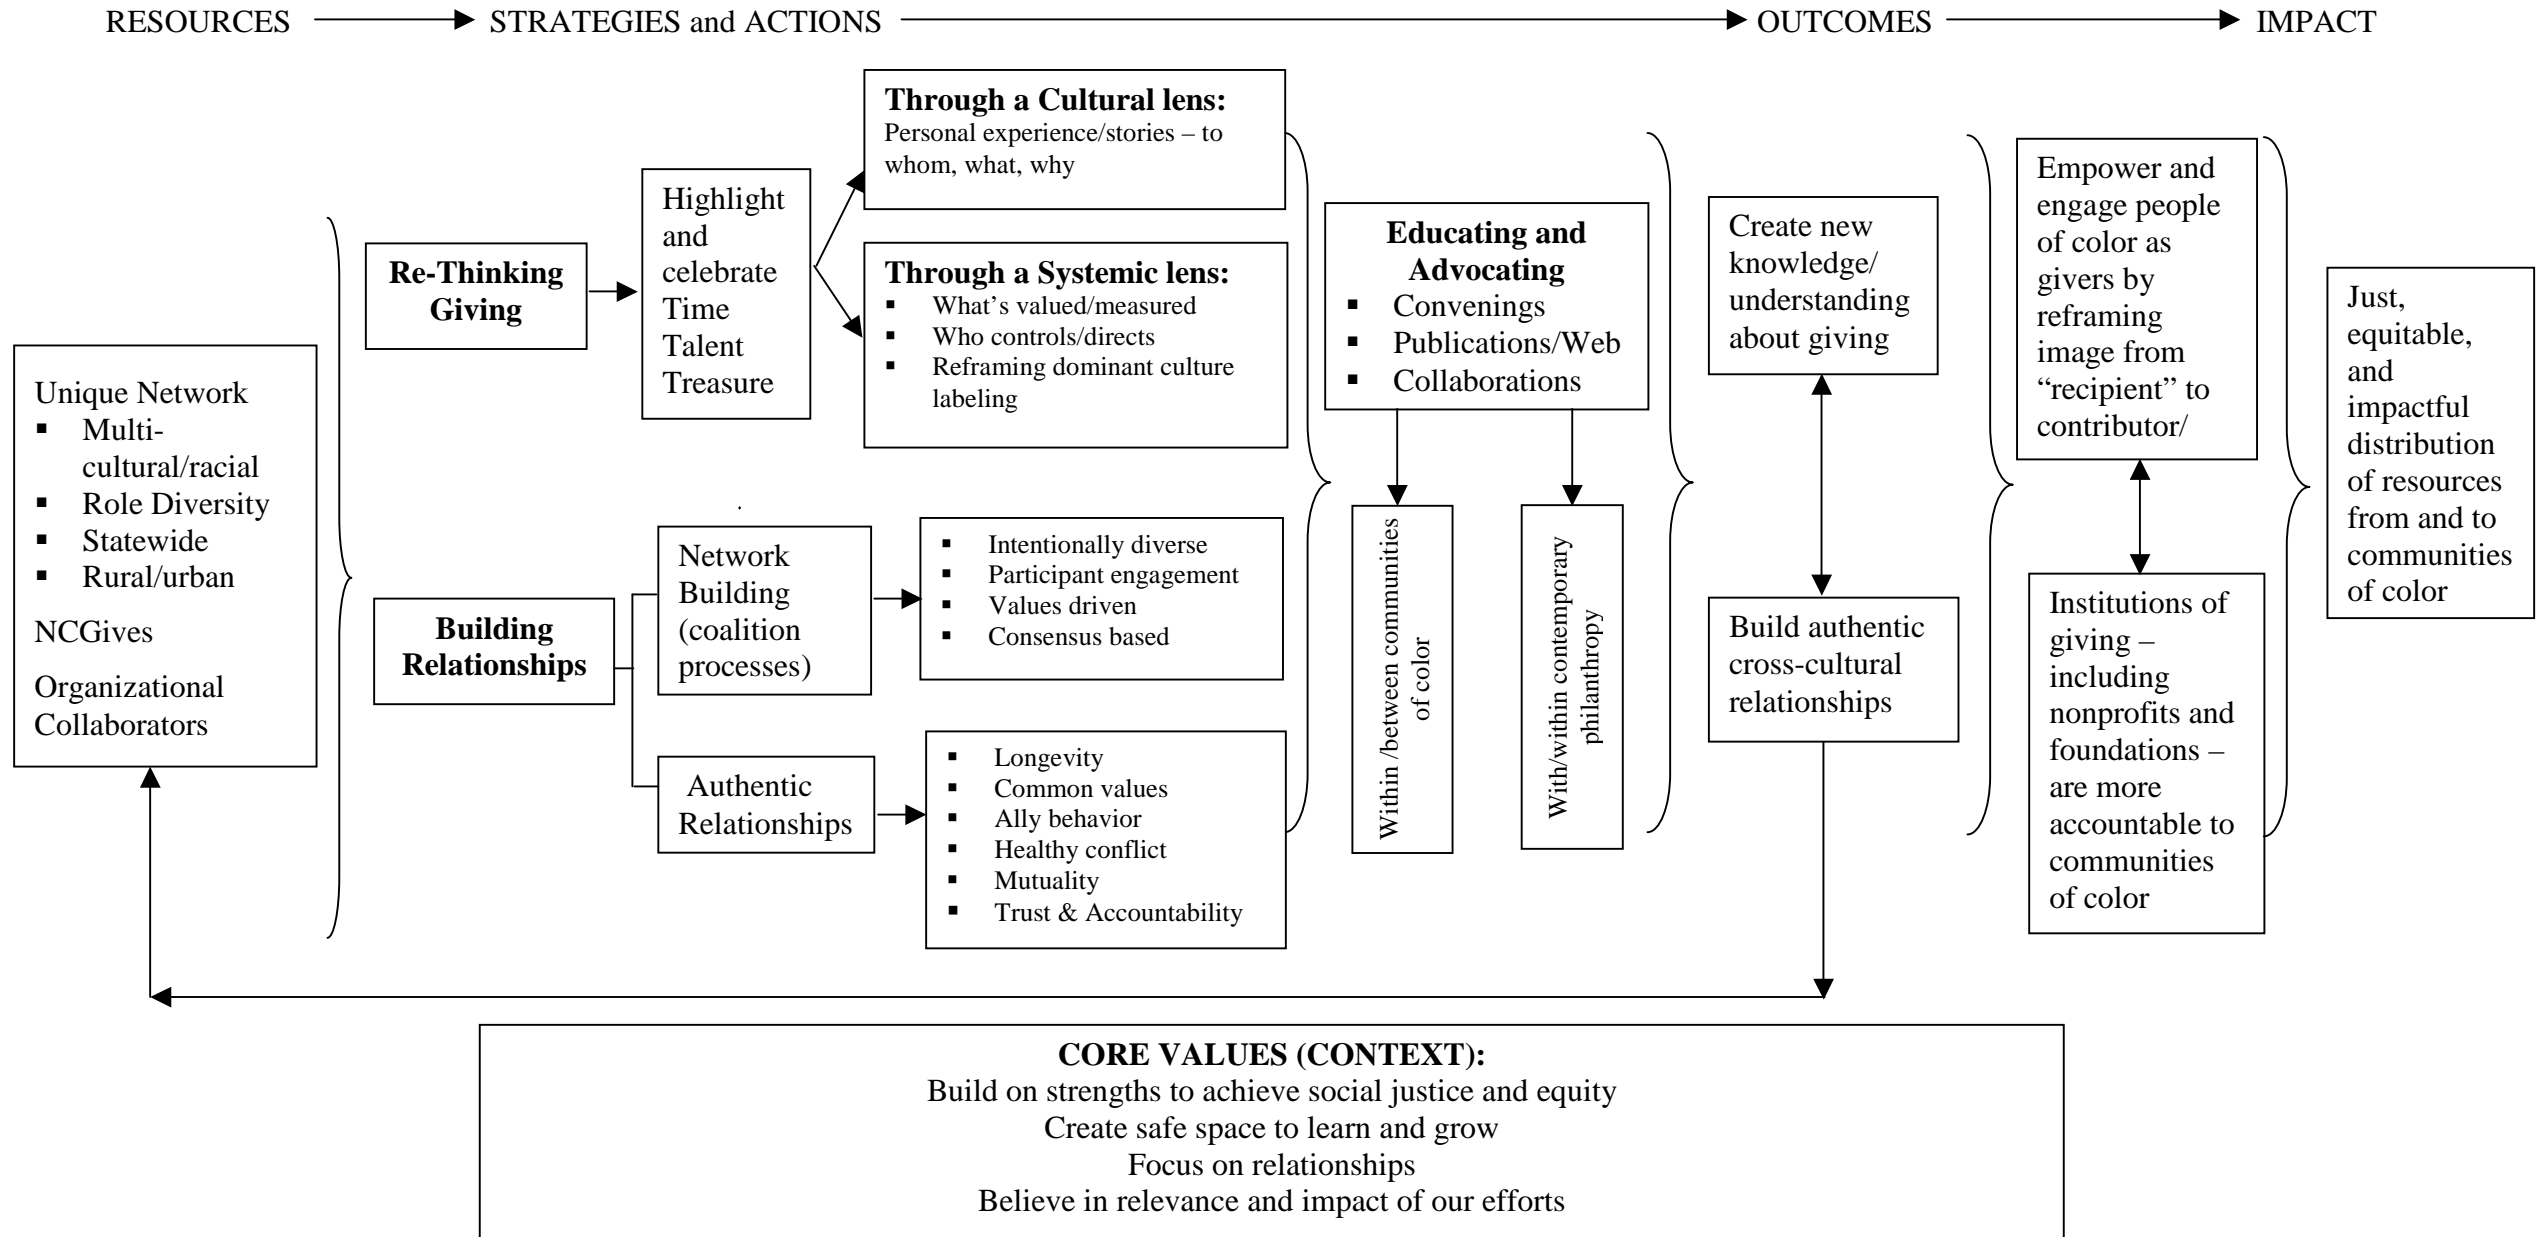 RESOURCES
STRATEGIES and ACTIONS
OUTCOMES
IMPACT
Unique Network
▪ Multi-
cultural/racial
▪ Role Diversity
▪ Statewide
▪ Rural/urban
NCGives
Organizational
Collaborators
Re-Thinking
Giving
Highlight
and
celebrate
Time
Talent
Treasure
Through a Cultural lens:
Personal experience/stories – to
whom, what, why
Through a Systemic lens:
▪ What’s valued/measured
▪ Who controls/directs
▪ Reframing dominant culture
labeling
Building
Relationships
Network
Building
(coalition
processes)
▪ Intentionally diverse
▪ Participant engagement
▪ Values driven
▪ Consensus based
Authentic
Relationships
▪ Longevity
▪ Common values
▪ Ally behavior
▪ Healthy conflict
▪ Mutuality
▪ Trust & Accountability
Educating and
Advocating
▪ Convenings
▪ Publications/Web
▪ Collaborations
Within /between communities
of color
With/within contemporary
philanthropy
Create new
knowledge/
understanding
about giving
Build authentic
cross-cultural
relationships
Empower and
engage people
of color as
givers by
reframing
image from
“recipient” to
contributor/
Institutions of
giving –
including
nonprofits and
foundations –
are more
accountable to
communities
of color
Just,
equitable,
and
impactful
distribution
of resources
from and to
communities
of color
CORE VALUES (CONTEXT):
Build on strengths to achieve social justice and equity
Create safe space to learn and grow
Focus on relationships
Believe in relevance and impact of our efforts